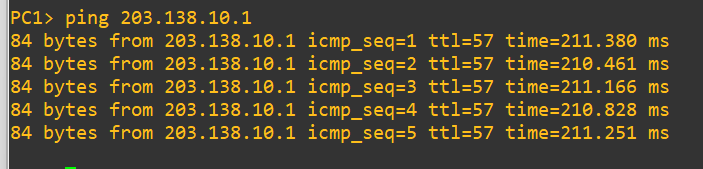 PC1> ping 203.138.10.1
84 bytes from 203.138.10.1 icmp_seq=1 ttl=57 time=211.380 ms
84 bytes from 203.138.10.1 icmp_seq=2 ttl=57 time=210.461 ms
84 bytes from 203.138.10.1 icmp_seq=3 ttl=57 time=211.166 ms
84 bytes from 203.138.10.1 icmp_seq=4 ttl=57 time=210.828 ms
84 bytes from 203.138.10.1 icmp_seq=5 ttl=57 time=211.251 ms